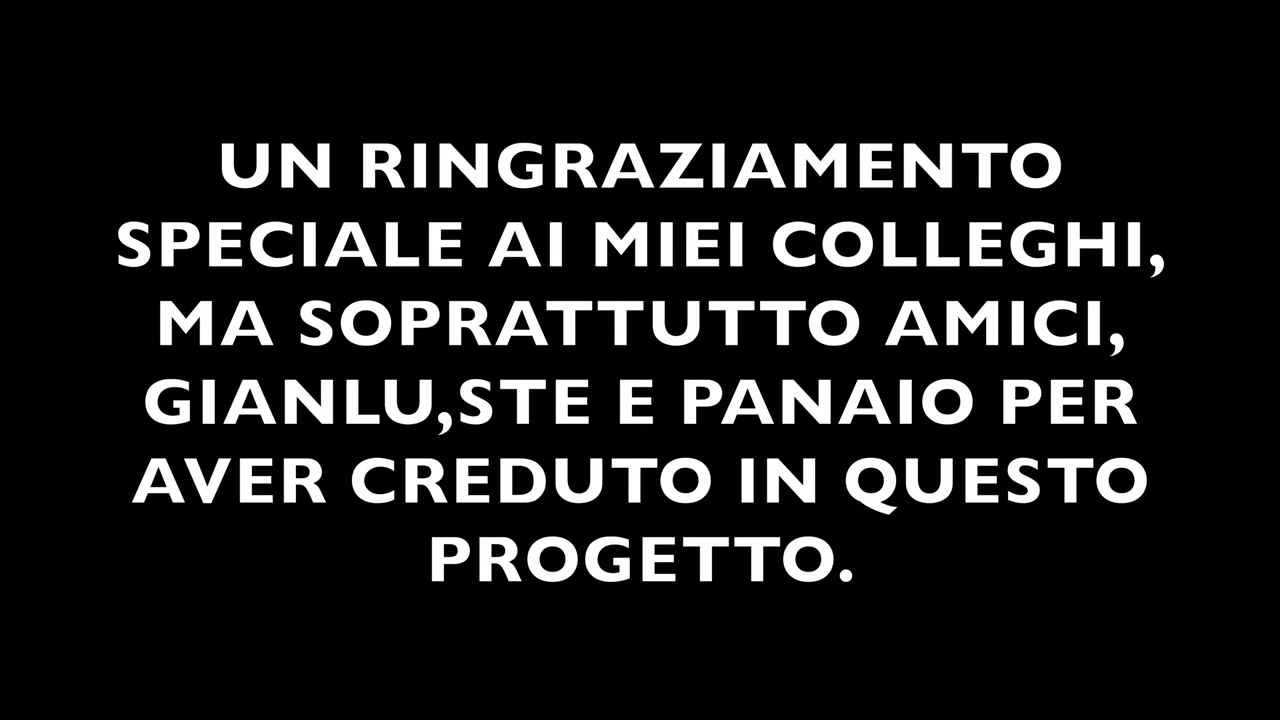 UN RINGRAZIAMENTO
SPECIALE AI MIEI COLLEGHI,
MA SOPRATTUTTO AMICI,
GIANLU,STE E PANAIO PER
AVER CREDUTO IN QUESTO
PROGETTO.